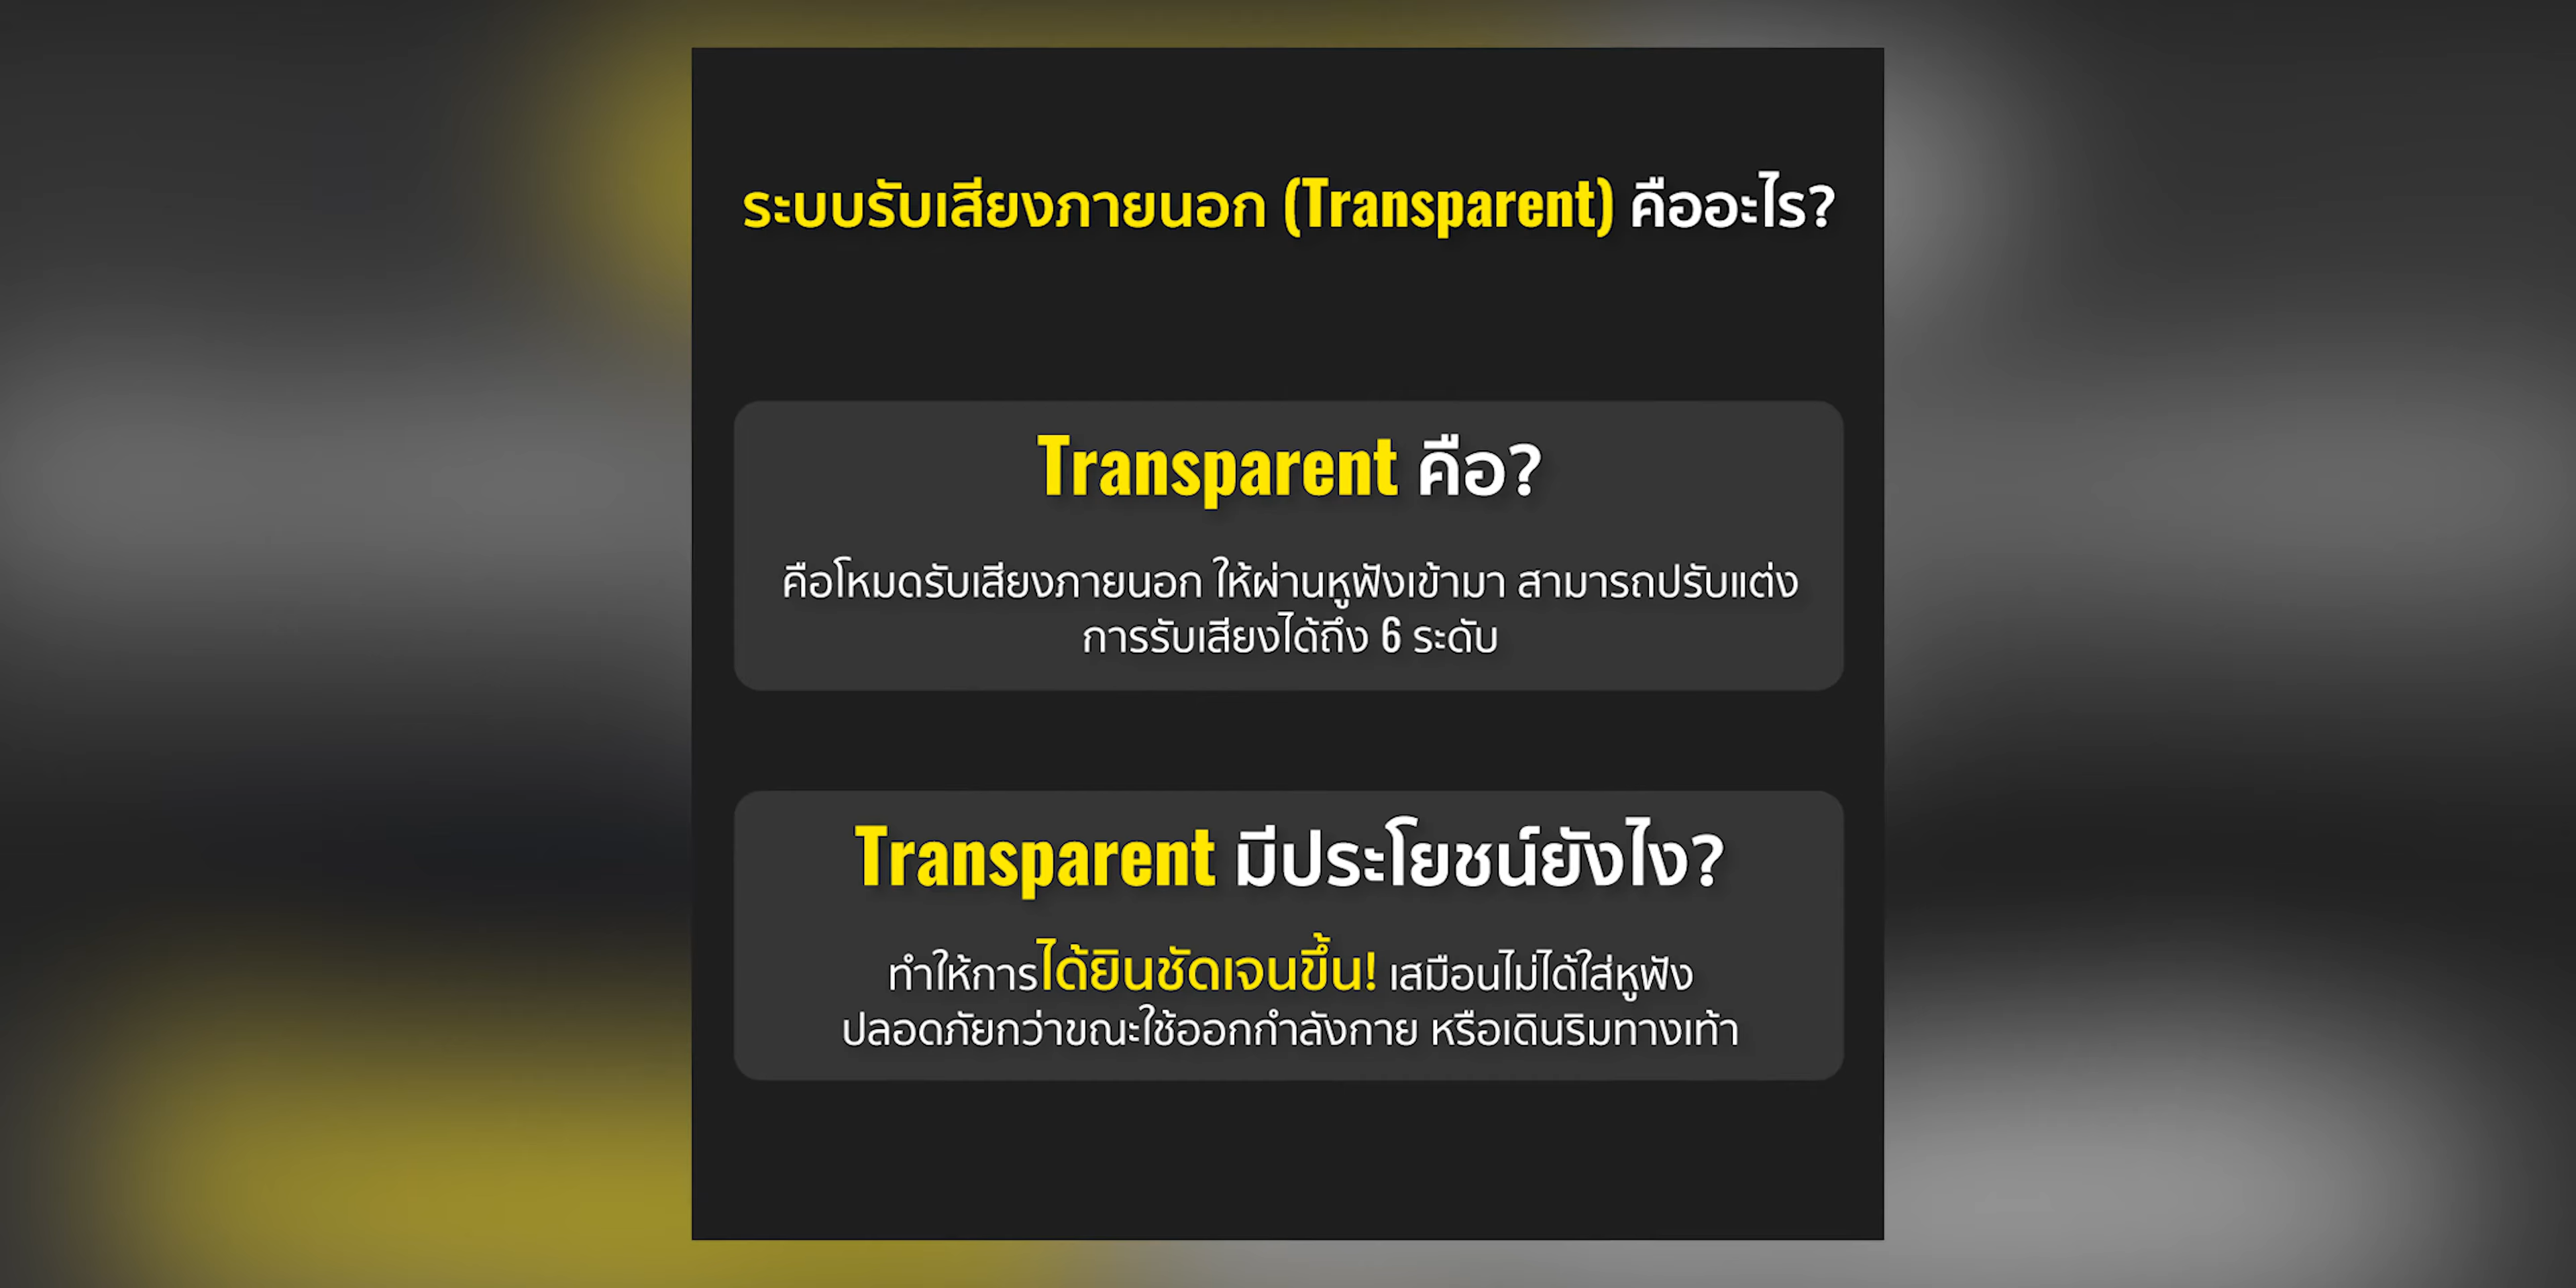 ระบบรับเสียงภายนอก (Transparent) คืออะไร?
Transparent คือ?
คือโหมดรับเสียงภายนอก ให้ผ่านหูฟังเข้ามา สามารถปรับแต่ง
การรับเสียงได้ถึง 6 ระดับ
Transparent มีประโยชน์ยังไง?
ทำให้การได้ยินชัดเจนขึ้น! เสมือนไม่ได้ใส่หูฟัง
ปลอดภัยกว่าขณะใช้ออกกำลังกาย หรือเดินริมทางเท้า